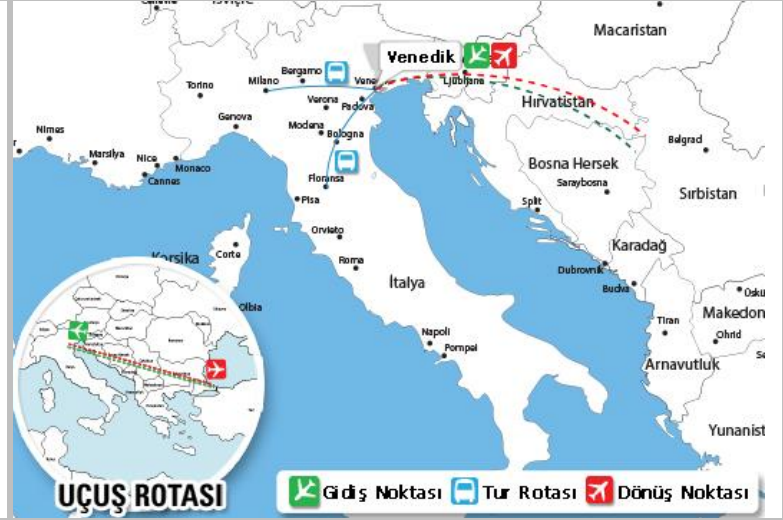 İsviçre
Macaristan
Venedik
Ljubljana
Bergamo
Milano
Vene
Torino
Verona
Padova
Hırvatistan
Genova
Modena
Bologna
Nimes
Belgrad
Marsilya
Nice
Monaco
Cannes
Bosna Hersek
Saraybosna
Floransa
Sırbistan
Pisa
Split
Orvieto
Korsika
Corte
Roma
Karadağ
Dubrovnik
Budva
İtalya
Olbia
Üskü
Makedon
Tiran
Ohrid
Napoli
Pompei
Arnavutluk
Yunanist
UÇUŞ ROTASI
Gidiş Noktası
Tur Rotası
Dönüş Noktası